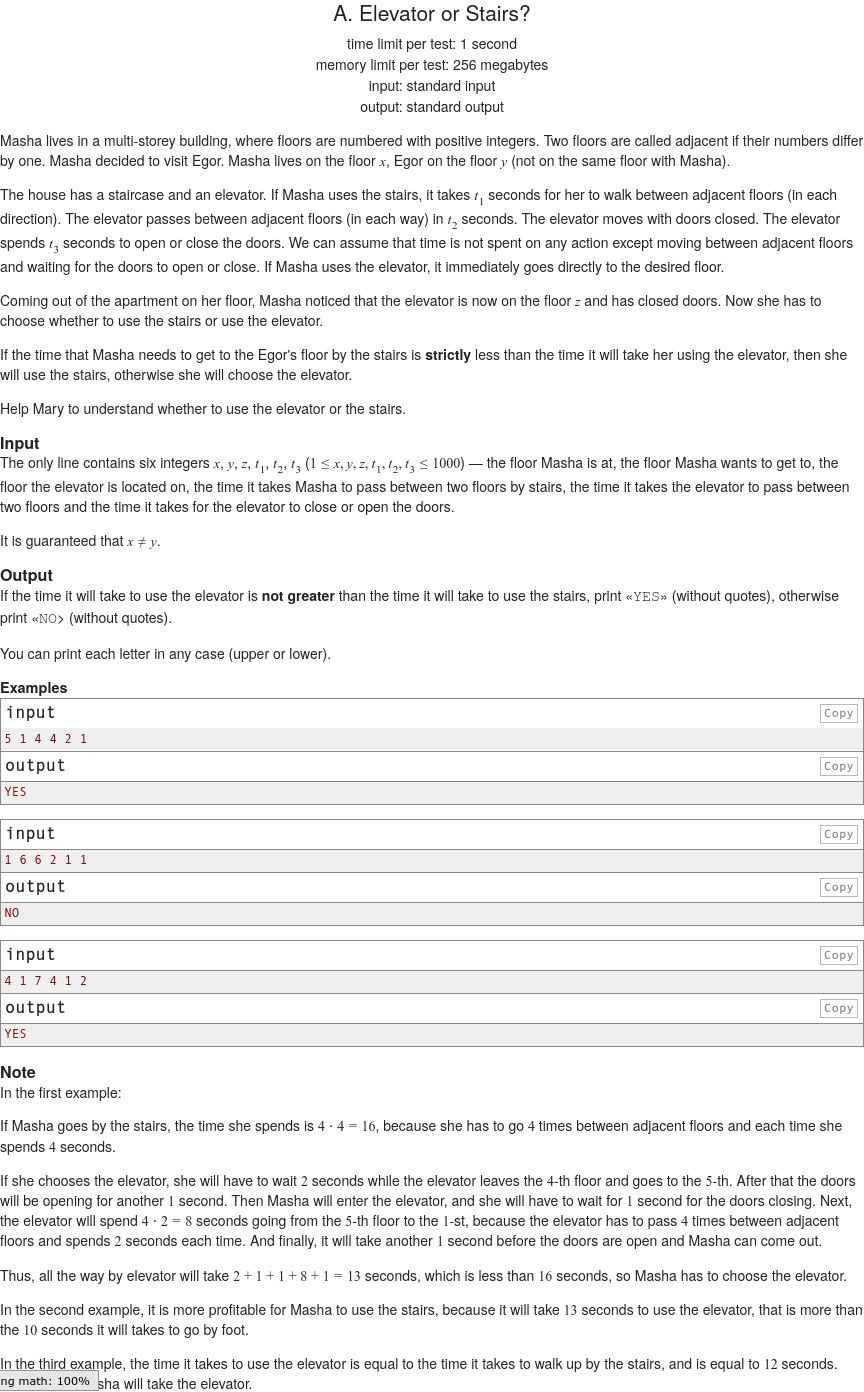 A. Elevator or Stairs?
time limit per test: 1 second
memory limit per test: 256 megabytes
input: standard input
output: standard output
Masha lives in a multi-storey building, where floors are numbered with positive integers. Two floors are called adjacent if their numbers differ
by one. Masha decided to visit Egor. Masha lives on the floor x, Egor on the floor y (not on the same floor with Masha).
The house has a staircase and an elevator. If Masha uses the stairs, it takes t1 seconds for her to walk between adjacent floors (in each
direction). The elevator passes between adjacent floors (in each way) in t2 seconds. The elevator moves with doors closed. The elevator
spends t3 seconds to open or close the doors. We can assume that time is not spent on any action except moving between adjacent floors
and waiting for the doors to open or close. If Masha uses the elevator, it immediately goes directly to the desired floor.
Coming out of the apartment on her floor, Masha noticed that the elevator is now on the floor z and has closed doors. Now she has to
choose whether to use the stairs or use the elevator.
If the time that Masha needs to get to the Egor's floor by the stairs is strictly less than the time it will take her using the elevator, then she
will use the stairs, otherwise she will choose the elevator.
Help Mary to understand whether to use the elevator or the stairs.
Input
The only line contains six integers x, y, z, t1, t2, t3 (1 ≤ x, y, z, t1, t2, t3 ≤ 1000) — the floor Masha is at, the floor Masha wants to get to, the
floor the elevator is located on, the time it takes Masha to pass between two floors by stairs, the time it takes the elevator to pass between
two floors and the time it takes for the elevator to close or open the doors.
It is guaranteed that x ≠ y.
Output
If the time it will take to use the elevator is not greater than the time it will take to use the stairs, print «YES» (without quotes), otherwise
print «NO> (without quotes).
You can print each letter in any case (upper or lower).
Examples
input Copy
5 1 4 4 2 1
output Copy
YES
input Copy
1 6 6 2 1 1
output Copy
NO
input Copy
4 1 7 4 1 2
output Copy
YES
Note
In the first example:
If Masha goes by the stairs, the time she spends is 4 · 4 = 16, because she has to go 4 times between adjacent floors and each time she
spends 4 seconds.
If she chooses the elevator, she will have to wait 2 seconds while the elevator leaves the 4-th floor and goes to the 5-th. After that the doors
will be opening for another 1 second. Then Masha will enter the elevator, and she will have to wait for 1 second for the doors closing. Next,
the elevator will spend 4 · 2 = 8 seconds going from the 5-th floor to the 1-st, because the elevator has to pass 4 times between adjacent
floors and spends 2 seconds each time. And finally, it will take another 1 second before the doors are open and Masha can come out.
Thus, all the way by elevator will take 2 + 1 + 1 + 8 + 1 = 13 seconds, which is less than 16 seconds, so Masha has to choose the elevator.
In the second example, it is more profitable for Masha to use the stairs, because it will take 13 seconds to use the elevator, that is more than
the 10 seconds it will takes to go by foot.
In the third example, the time it takes to use the elevator is equal to the time it takes to walk up by the stairs, and is equal to 12 seconds.
ng math: 100% sha will take the elevator.